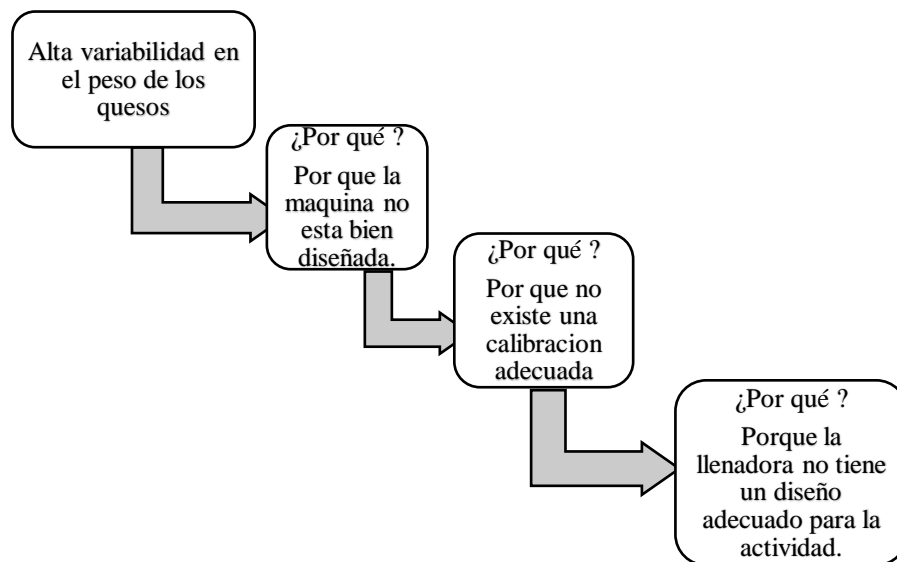 Alta variabilidad en
el peso de los
quesos
¿Por qué ?
Por que la
maquina no
esta bien
diseñada.
¿Por qué ?
Por que no
existe una
calibracion
adecuada
¿Por qué ?
Porque la
llenadora no tiene
un diseño
adecuado para la
actividad.